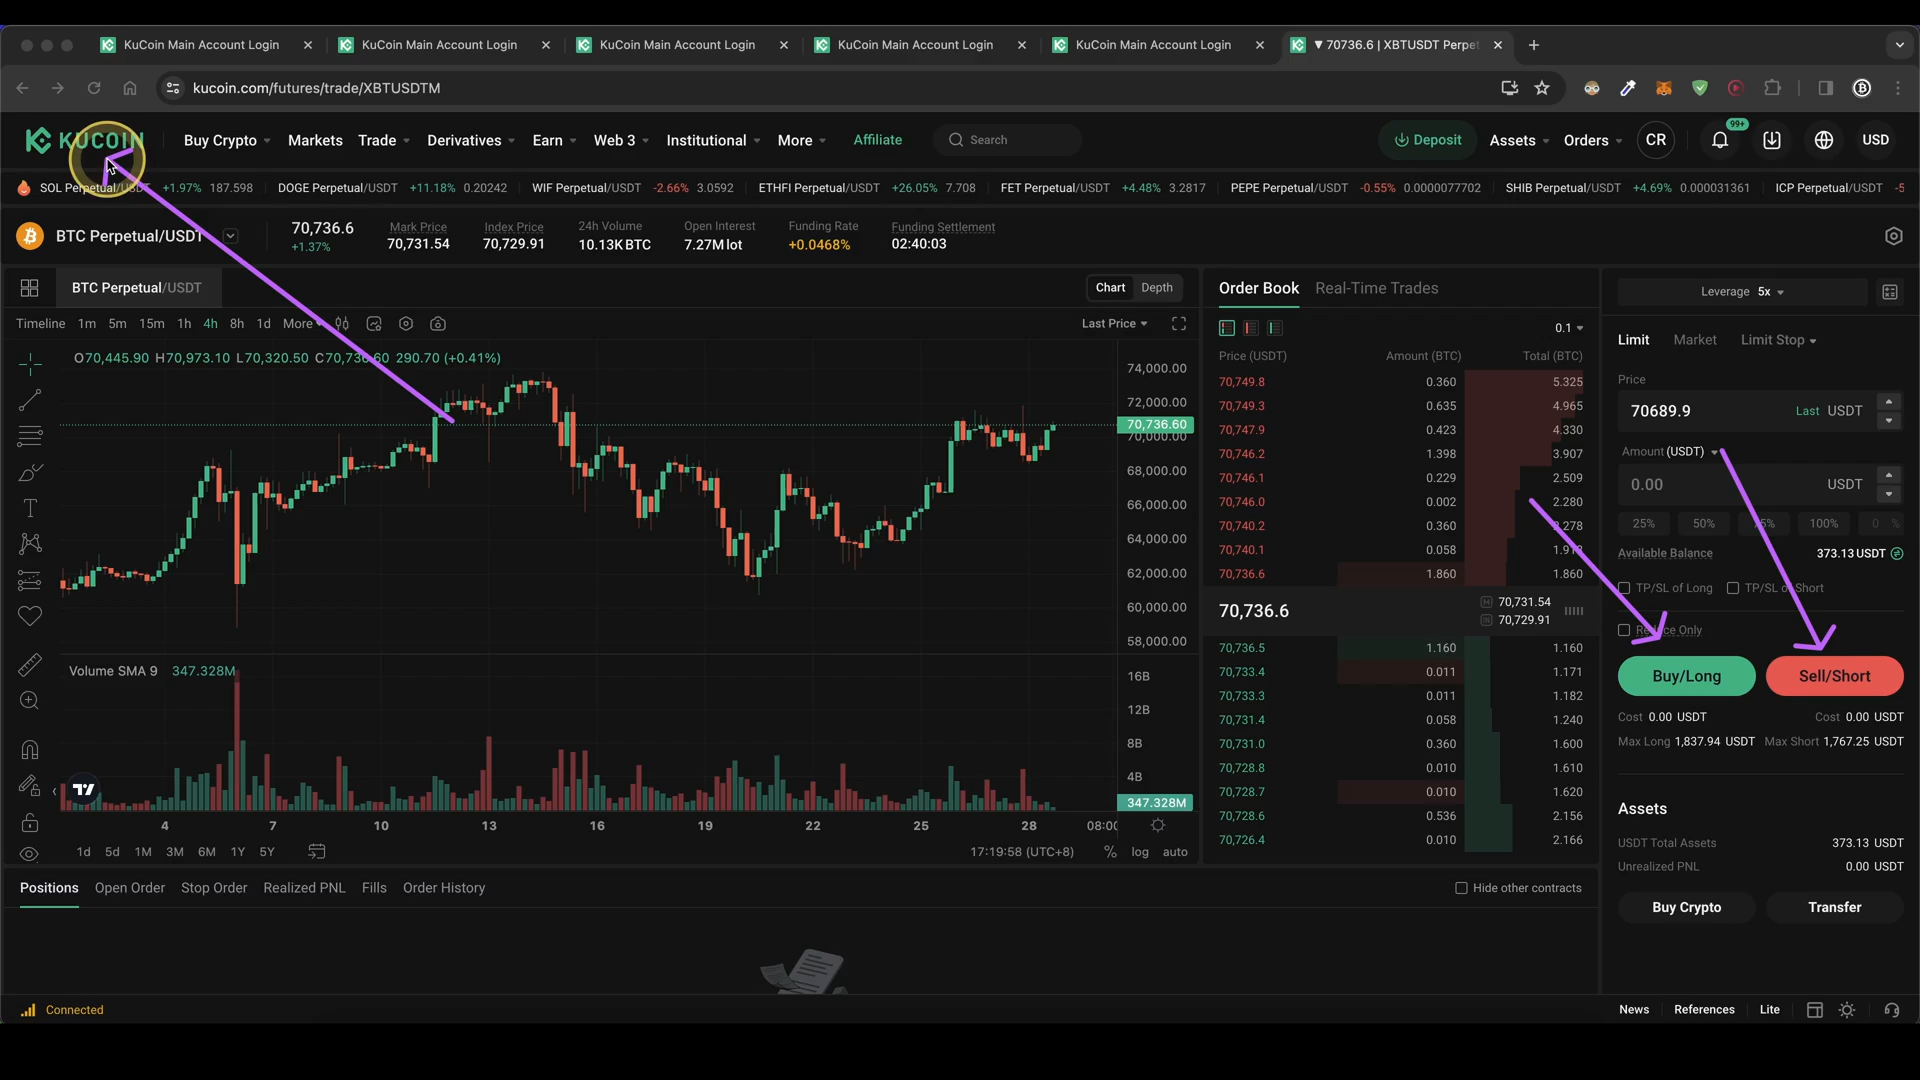 KuCoin Main Account Login
KuCoin Main Account Login
KuCoin Main Account Login
KuCoin Main Account Login
KuCoin Main Account Login
▼ 70736.6 | XBTUSDT Perpet
kucoin.com/futures/trade/XBTUSDTM
KUCOIN
Buy Crypto
Markets
Trade
Derivatives
Earn
Web 3
Institutional
More
Affiliate
Search
Deposit
Assets
Orders
CR
99+
USD
SOL Perpetual/USDT +1.97% 187.598
DOGE Perpetual/USDT +11.18% 0.20242
WIF Perpetual/USDT -2.66% 3.0592
ETHFI Perpetual/USDT +26.05% 7.708
FET Perpetual/USDT +4.48% 3.2817
PEPE Perpetual/USDT -0.55% 0.0000077702
SHIB Perpetual/USDT +4.69% 0.000031361
ICP Perpetual/USDT -5
BTC Perpetual/USDT
70,736.6
+1.37%
Mark Price
70,731.54
Index Price
70,729.91
24h Volume
10.13K BTC
Open Interest
7.27M lot
Funding Rate
+0.0468%
Funding Settlement
02:40:03
BTC Perpetual/USDT
Chart Depth
Timeline 1m 5m 15m 1h 4h 8h 1d More
Last Price
O70,445.90 H70,973.10 L70,320.50 C70,736.60 290.70 (+0.41%)
74,000.00
72,000.00
70,736.60
70,000.00
68,000.00
66,000.00
64,000.00
62,000.00
60,000.00
58,000.00
Volume SMA 9 347.328M
16B
12B
8B
4B
347.328M
4 7 10 13 16 19 22 25 28 08:00
1d 5d 1M 3M 6M 1Y 5Y
17:19:58 (UTC+8) % log auto
Order Book Real-Time Trades
0.1
Price (USDT) Amount (BTC) Total (BTC)
70,749.8 0.360 5.325
70,749.3 0.635 4.965
70,747.9 0.423 4.330
70,746.2 1.398 3.907
70,746.1 0.229 2.509
70,746.0 0.002 2.280
70,740.2 0.360 2.278
70,740.1 0.058 1.918
70,736.6 1.860 1.860
70,736.6
M 70,731.54
IN 70,729.91
70,736.5 1.160 1.160
70,733.4 0.011 1.171
70,733.3 0.011 1.182
70,731.4 0.058 1.240
70,731.0 0.360 1.600
70,728.8 0.010 1.610
70,728.7 0.010 1.620
70,728.6 0.536 2.156
70,726.4 0.010 2.166
Leverage 5x
Limit Market Limit Stop
Price
70689.9 Last USDT
Amount (USDT)
0.00 USDT
25% 50% 75% 100% 0 %
Available Balance 373.13 USDT
TP/SL of Long TP/SL of Short
Reduce Only
Buy/Long Sell/Short
Cost 0.00 USDT Cost 0.00 USDT
Max Long 1,837.94 USDT Max Short 1,767.25 USDT
Assets
USDT Total Assets 373.13 USDT
Unrealized PNL 0.00 USDT
Buy Crypto Transfer
Positions Open Order Stop Order Realized PNL Fills Order History
Hide other contracts
Connected
News References Lite